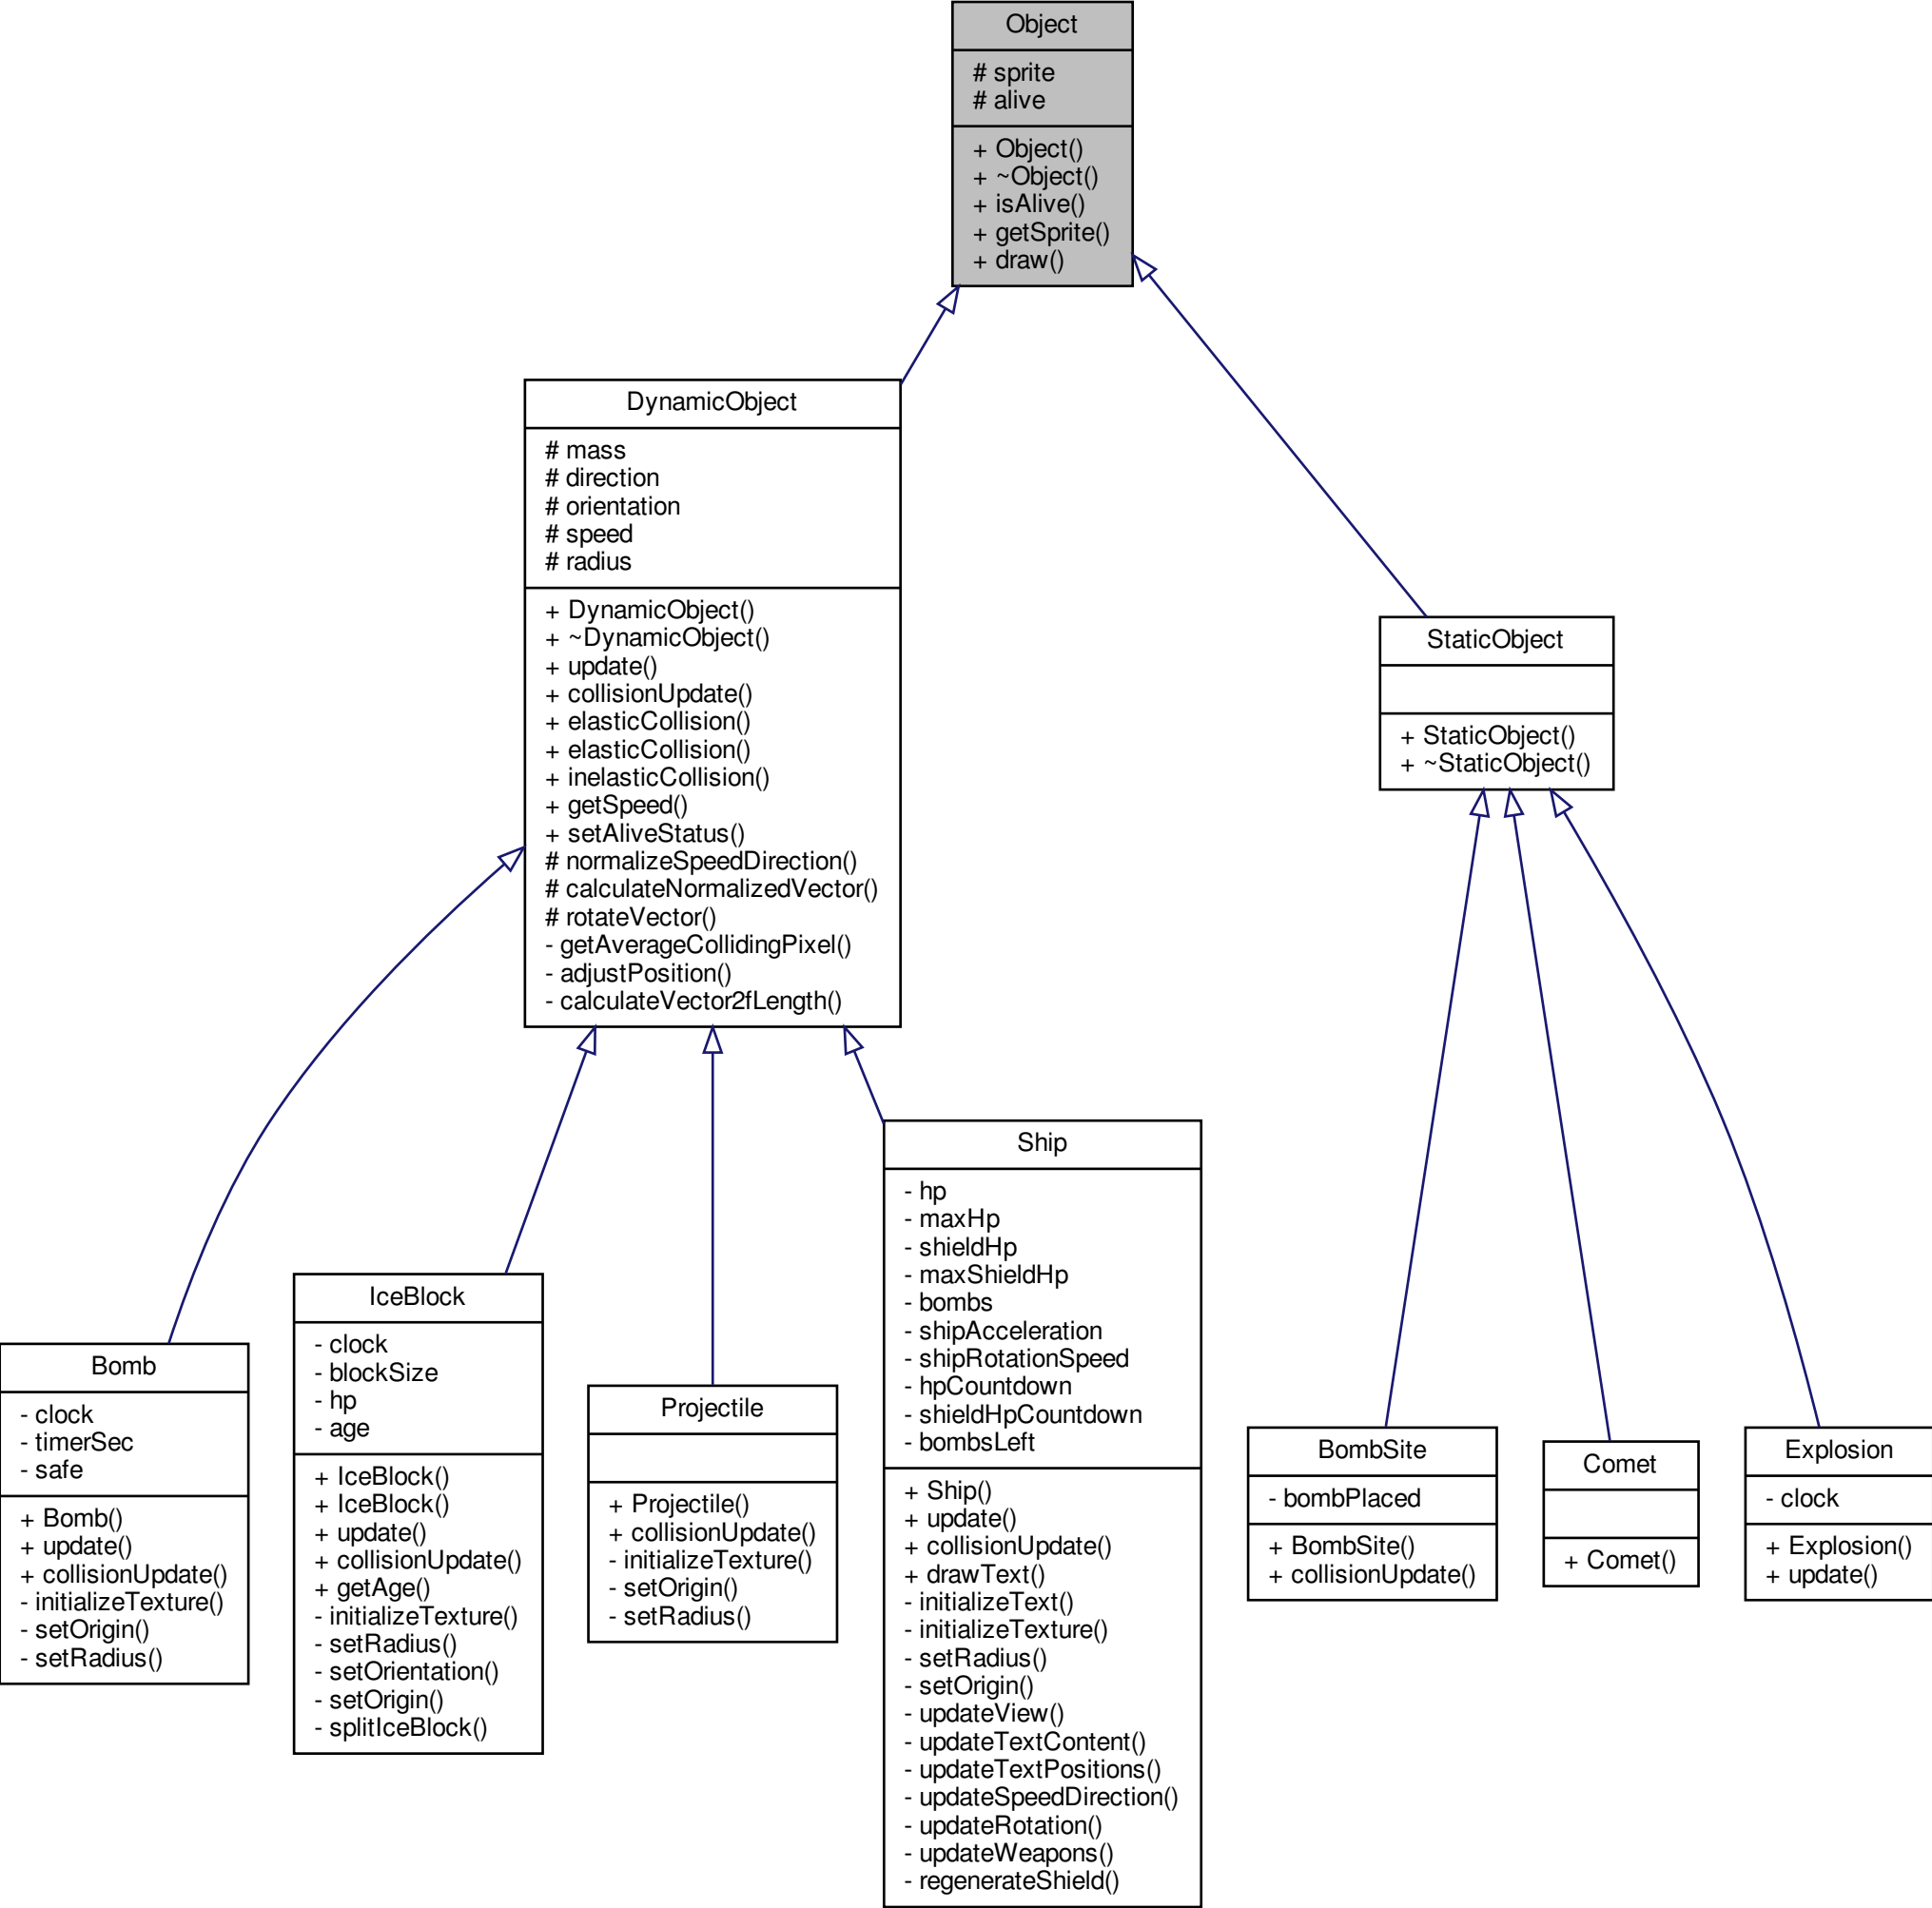 Object
# sprite
# alive
+ Object()
+ ~Object()
+ isAlive()
+ getSprite()
+ draw()
DynamicObject
# mass
# direction
# orientation
# speed
# radius
+ DynamicObject()
+ ~DynamicObject()
+ update()
+ collisionUpdate()
+ elasticCollision()
+ elasticCollision()
+ inelasticCollision()
+ getSpeed()
+ setAliveStatus()
# normalizeSpeedDirection()
# calculateNormalizedVector()
# rotateVector()
- getAverageCollidingPixel()
- adjustPosition()
- calculateVector2fLength()
StaticObject
+ StaticObject()
+ ~StaticObject()
Bomb
- clock
- timerSec
- safe
+ Bomb()
+ update()
+ collisionUpdate()
- initializeTexture()
- setOrigin()
- setRadius()
IceBlock
- clock
- blockSize
- hp
- age
+ IceBlock()
+ IceBlock()
+ update()
+ collisionUpdate()
+ getAge()
- initializeTexture()
- setRadius()
- setOrientation()
- setOrigin()
- splitIceBlock()
Projectile
+ Projectile()
+ collisionUpdate()
- initializeTexture()
- setOrigin()
- setRadius()
Ship
- hp
- maxHp
- shieldHp
- maxShieldHp
- bombs
- shipAcceleration
- shipRotationSpeed
- hpCountdown
- shieldHpCountdown
- bombsLeft
+ Ship()
+ update()
+ collisionUpdate()
+ drawText()
- initializeText()
- initializeTexture()
- setRadius()
- setOrigin()
- updateView()
- updateTextContent()
- updateTextPositions()
- updateSpeedDirection()
- updateRotation()
- updateWeapons()
- regenerateShield()
BombSite
- bombPlaced
+ BombSite()
+ collisionUpdate()
Comet
+ Comet()
Explosion
- clock
+ Explosion()
+ update()